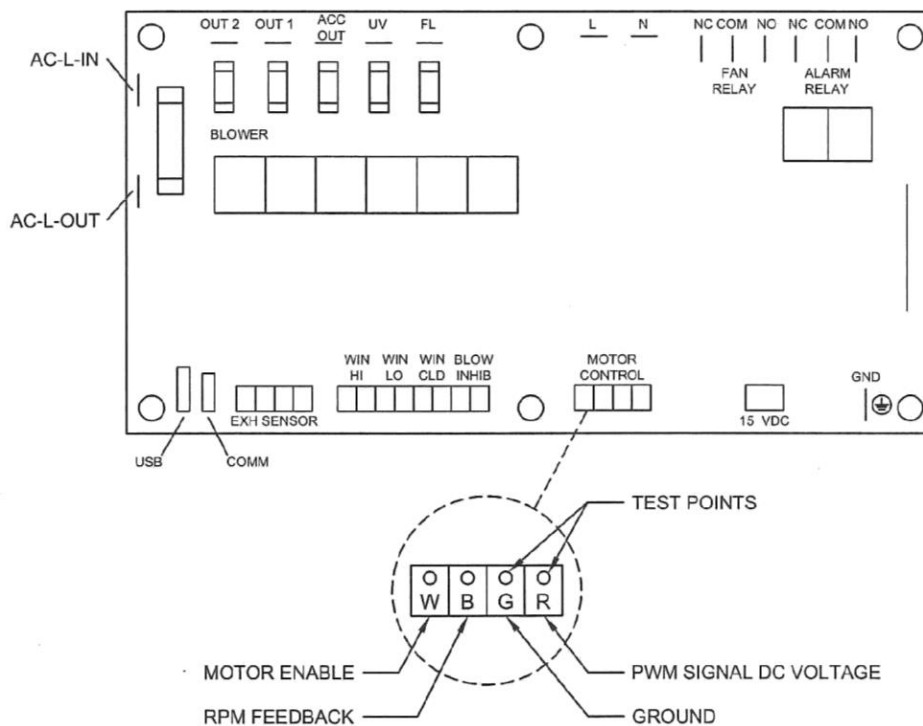 OUT 2 OUT 1 ACC OUT UV FL L N NC COM NO NC COM NO
FAN RELAY ALARM RELAY
AC-L-IN
BLOWER
AC-L-OUT
WIN HI WIN LO WIN CLD BLOW INHIB MOTOR CONTROL
GND
EXH SENSOR 15 VDC
USB COMM
TEST POINTS
W B G R
MOTOR ENABLE PWM SIGNAL DC VOLTAGE
RPM FEEDBACK GROUND